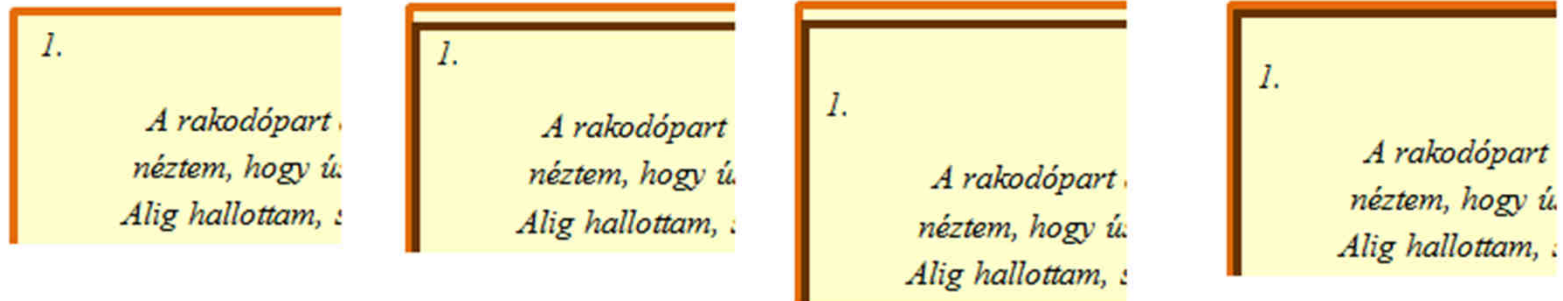 1.
A rakodópart
néztem, hogy
Alig hallottam,
1.
A rakodópart
néztem, hogy
Alig hallottam,
1.
A rakodópart
néztem, hogy
Alig hallottam,
1.
A rakodópart
néztem, hogy
Alig hallottam,